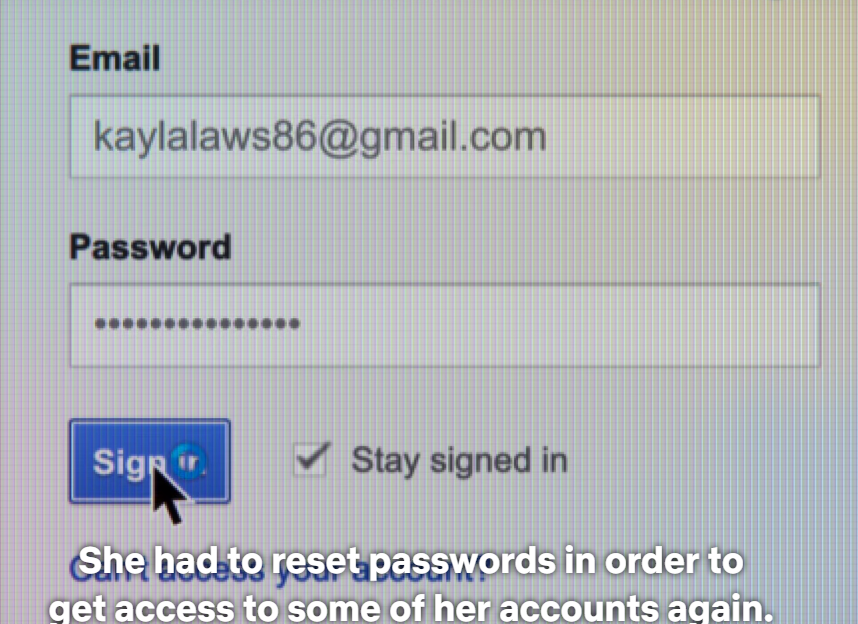 Email
kaylalaws86@gmail.com
Password
•••••••••••••••
Sign in
Stay signed in
Can't access your account?
She had to reset passwords in order to
get access to some of her accounts again.